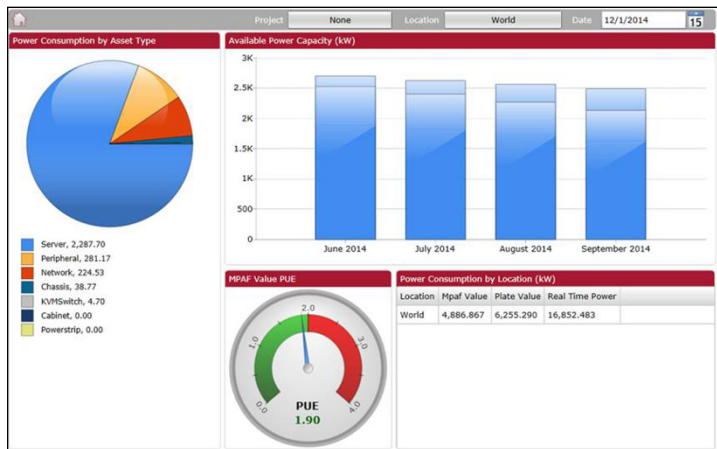 Project None Location World Date 12/1/2014 15
Power Consumption by Asset Type
Server, 2,287.70
Peripheral, 281.17
Network, 224.53
Chassis, 38.77
KVMSwitch, 4.70
Cabinet, 0.00
Powerstrip, 0.00
Available Power Capacity (kW)
3K
2.5K
2K
1.5K
1K
500
0
June 2014 July 2014 August 2014 September 2014
MPAF Value PUE
0.0 1.0 2.0 3.0 4.0
PUE
1.90
Power Consumption by Location (kW)
Location Mpaf Value Plate Value Real Time Power
World 4,886.867 6,255.290 16,852.483